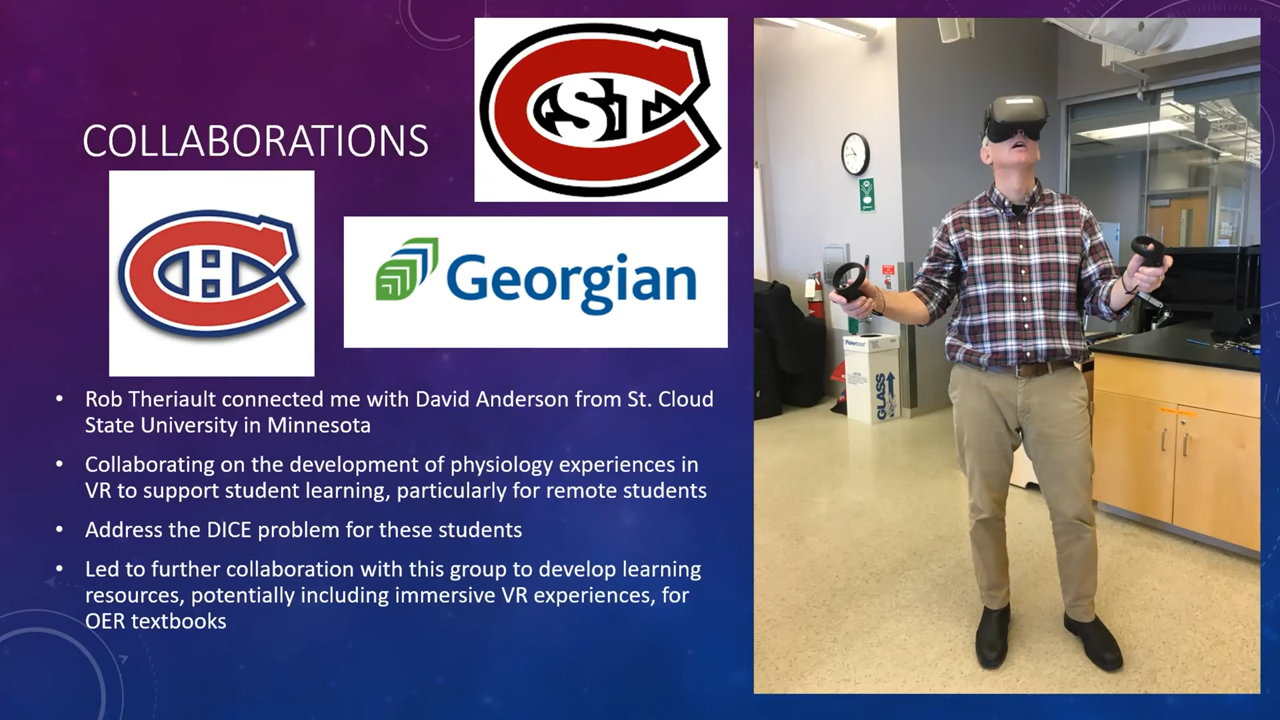 COLLABORATIONS
ST
CH
Georgian
• Rob Theriault connected me with David Anderson from St. Cloud
State University in Minnesota
• Collaborating on the development of physiology experiences in
VR to support student learning, particularly for remote students
• Address the DICE problem for these students
• Led to further collaboration with this group to develop learning
resources, potentially including immersive VR experiences, for
OER textbooks
GLASS